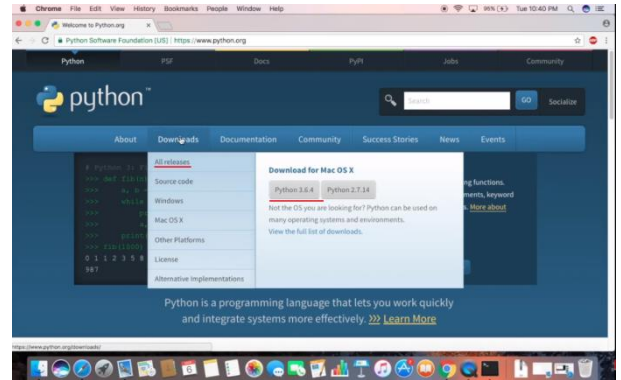 Chrome File Edit View History Bookmarks People Window Help 96% Tue 10:40 PM
Welcome to Python.org
Python Software Foundation [US] | https://www.python.org
Python PSF Docs PyPI Jobs Community
python™
Search GO Socialize
About Downloads Documentation Community Success Stories News Events
All releases
Source code
Windows
Mac OS X
Other Platforms
License
Alternative Implementations
Download for Mac OS X
Python 3.6.4 Python 2.7.14
Not the OS you are looking for? Python can be used on
many operating systems and environments.
View the full list of downloads.
# Python 3: F
>>> def fib(n
>>> a, b =
>>> while
>>> print(
>>> fib(1000)
0 1 1 2 3 5 8
987
ng functions.
ments, keyword
s. More about
Python is a programming language that lets you work quickly
and integrate systems more effectively. >>> Learn More
https://www.python.org/downloads/